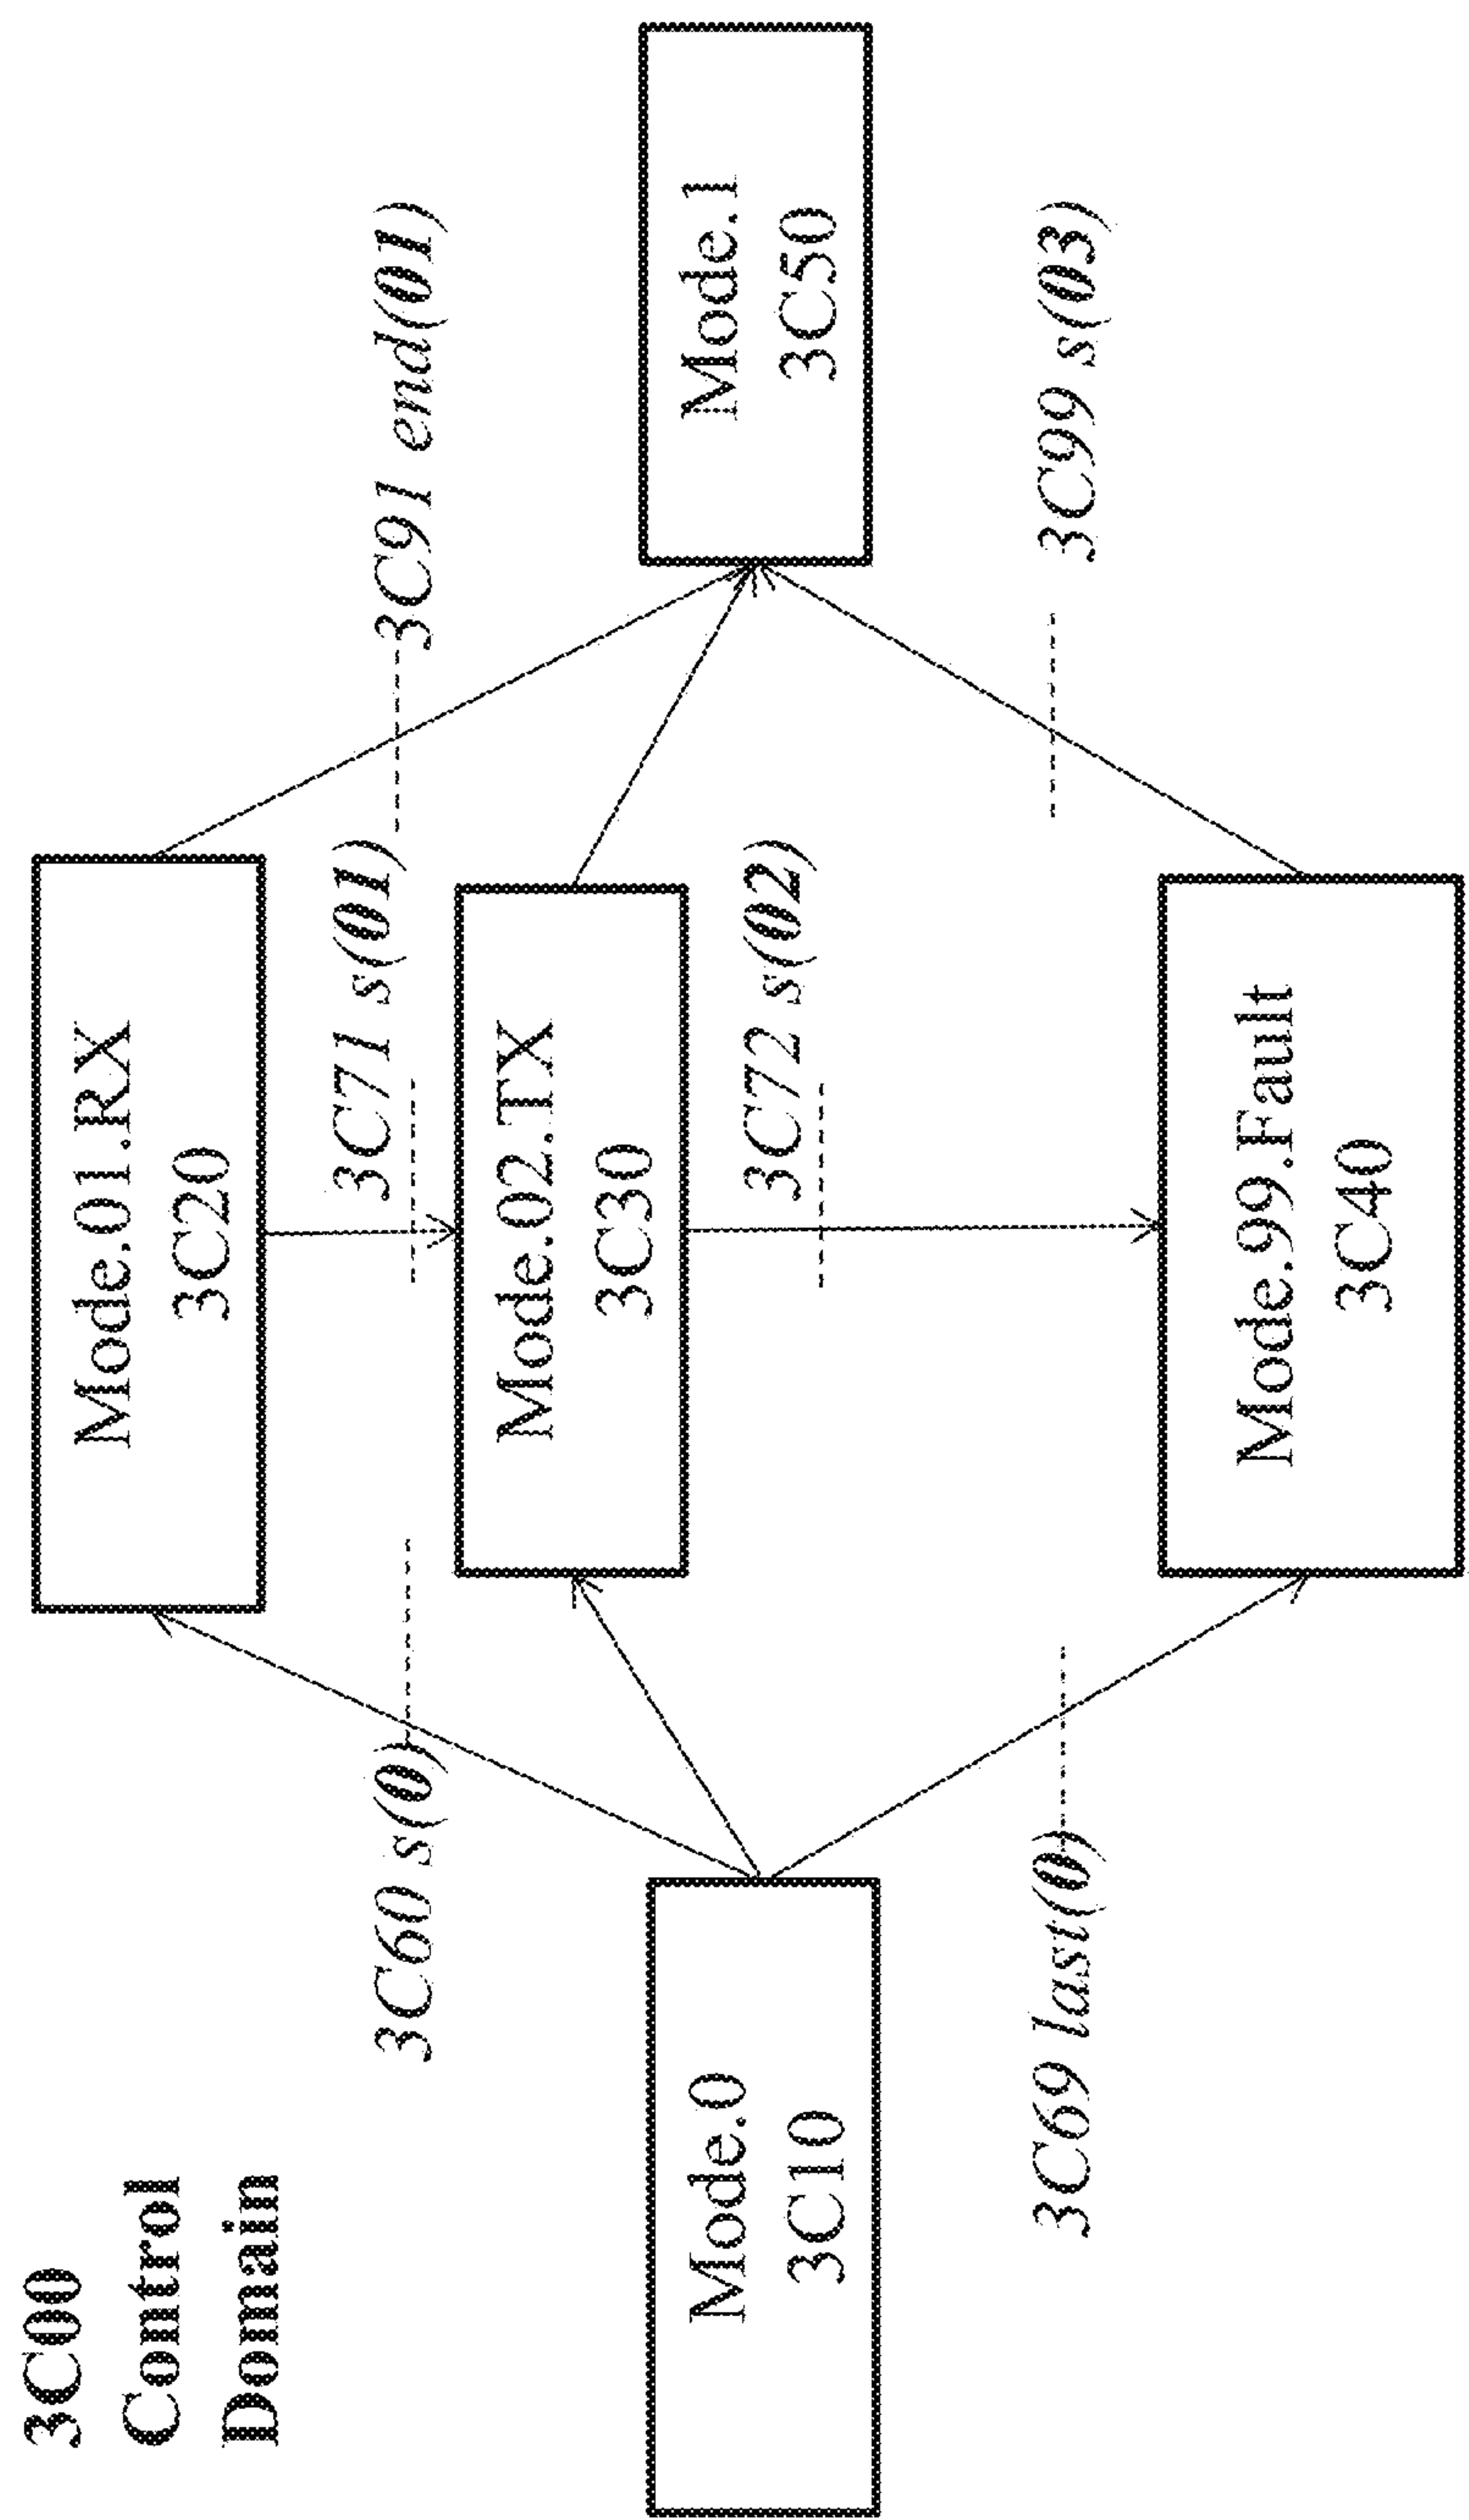 3C00
Control
Domain
Mode.01.RX
3C20
3C60 s(0)
3C71 s(01)
3C91 end(01)
Mode.02.TX
3C30
Mode.0
3C10
Mode.1
3C50
3C72 s(02)
3C69 last(0)
3C99 s(03)
Mode.99.Fault
3C40